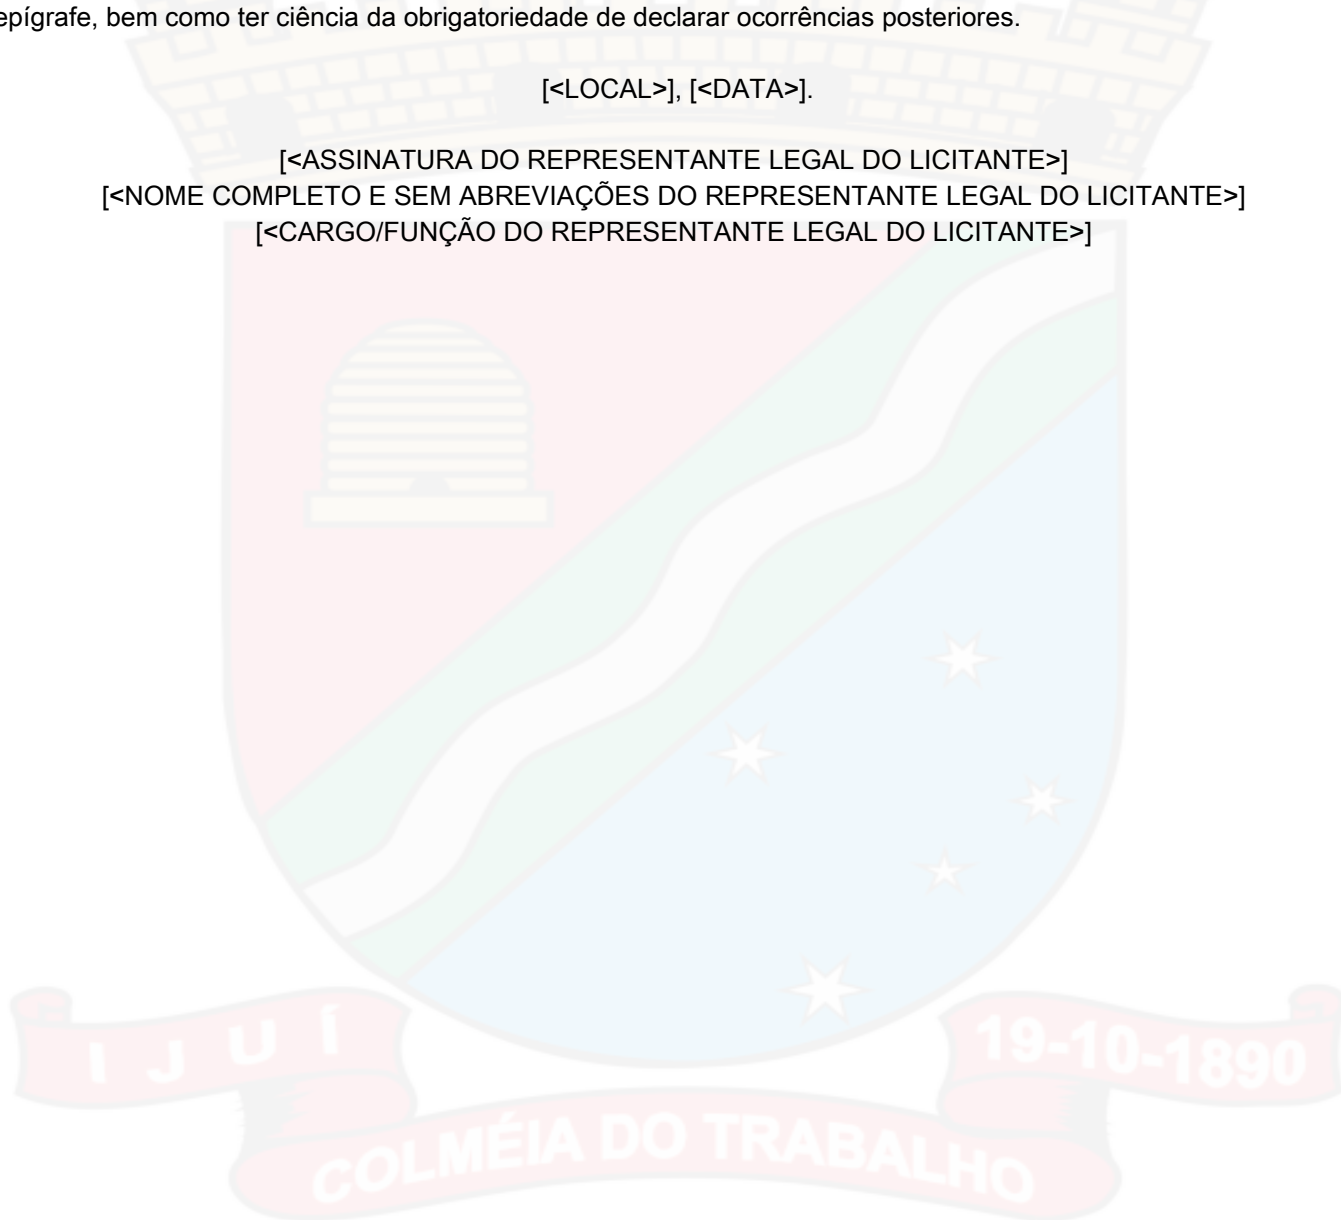 epígrafe, bem como ter ciência da obrigatoriedade de declarar ocorrências posteriores.
[<LOCAL>], [<DATA>].
[<ASSINATURA DO REPRESENTANTE LEGAL DO LICITANTE>]
[<NOME COMPLETO E SEM ABREVIAÇÕES DO REPRESENTANTE LEGAL DO LICITANTE>]
[<CARGO/FUNÇÃO DO REPRESENTANTE LEGAL DO LICITANTE>]
IJUÍ
19-10-1890
COLMÉIA DO TRABALHO